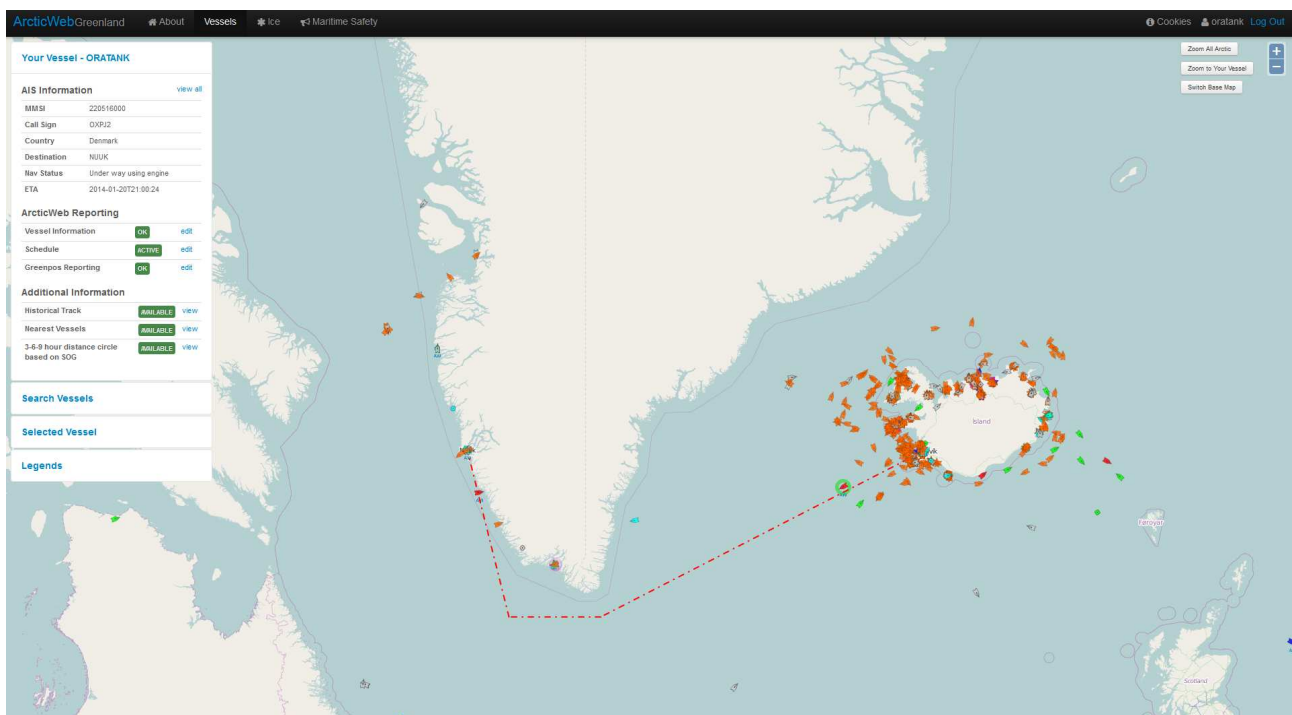 ArcticWebGreenland About Vessels Ice Maritime Safety Cookies oratank Log Out
Your Vessel - ORATANK
AIS Information view all
MMSI 220516000
Call Sign OXPJ2
Country Denmark
Destination NUUK
Nav Status Under way using engine
ETA 2014-01-20T21:00:24
ArcticWeb Reporting
Vessel Information OK edit
Schedule ACTIVE edit
Greenpos Reporting OK edit
Additional Information
Historical Track AVAILABLE view
Nearest Vessels AVAILABLE view
3-6-9 hour distance circle AVAILABLE view
based on SOG
Search Vessels
Selected Vessel
Legends
Zoom All Arctic
Zoom to Your Vessel
Switch Base Map
+
−
Ísland
Føroyar
Scotland